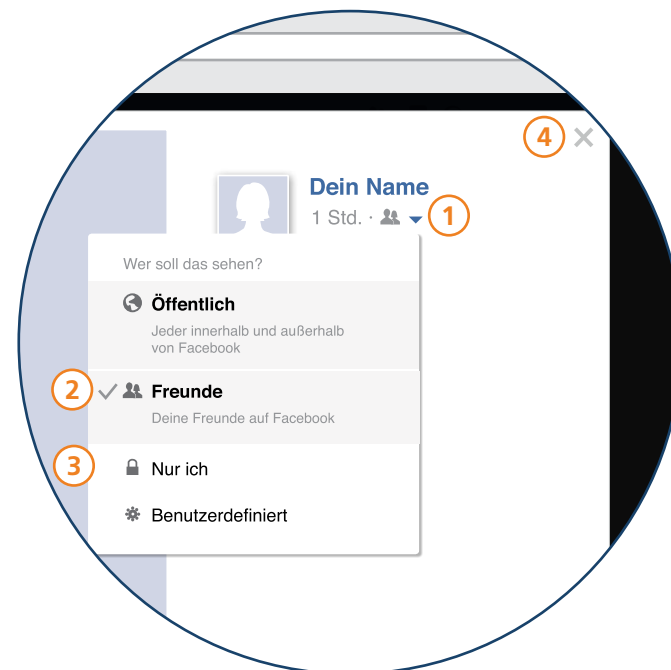 4
Dein Name
1 Std. ·
1
Wer soll das sehen?
Öffentlich
Jeder innerhalb und außerhalb
von Facebook
2
Freunde
Deine Freunde auf Facebook
3
Nur ich
Benutzerdefiniert